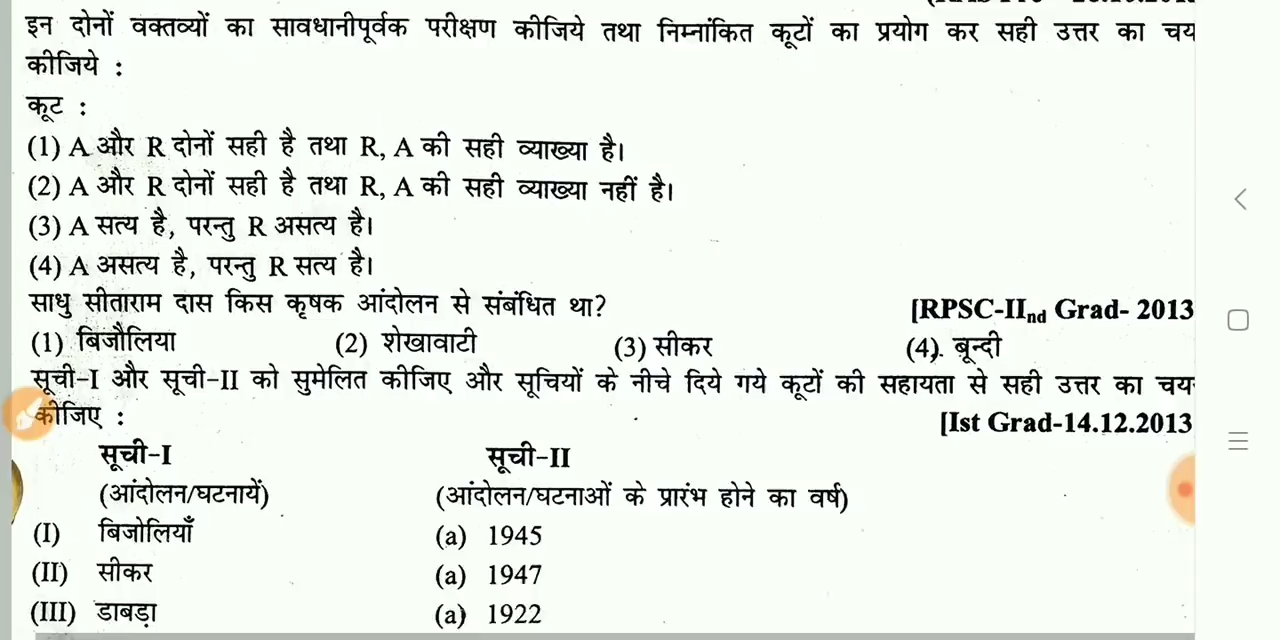 इन दोनों वक्तव्यों का सावधानीपूर्वक परीक्षण कीजिये तथा निम्नांकित कूटों का प्रयोग कर सही उत्तर का चय
कीजिये :
कूट :
(1) A और R दोनों सही है तथा R, A की सही व्याख्या है।
(2) A और R दोनों सही है तथा R, A की सही व्याख्या नहीं है।
(3) A सत्य है, परन्तु R असत्य है।
(4) A असत्य है, परन्तु R सत्य है।
साधु सीताराम दास किस कृषक आंदोलन से संबंधित था? [RPSC-IInd Grad- 2013
(1) बिजौलिया (2) शेखावाटी (3) सीकर (4). बून्दी
सूची-I और सूची-II को सुमेलित कीजिए और सूचियों के नीचे दिये गये कूटों की सहायता से सही उत्तर का चय
कीजिए : [Ist Grad-14.12.2013
सूची-I सूची-II
(आंदोलन/घटनायें) (आंदोलन/घटनाओं के प्रारंभ होने का वर्ष)
(I) बिजोलियाँ (a) 1945
(II) सीकर (a) 1947
(III) डाबड़ा (a) 1922